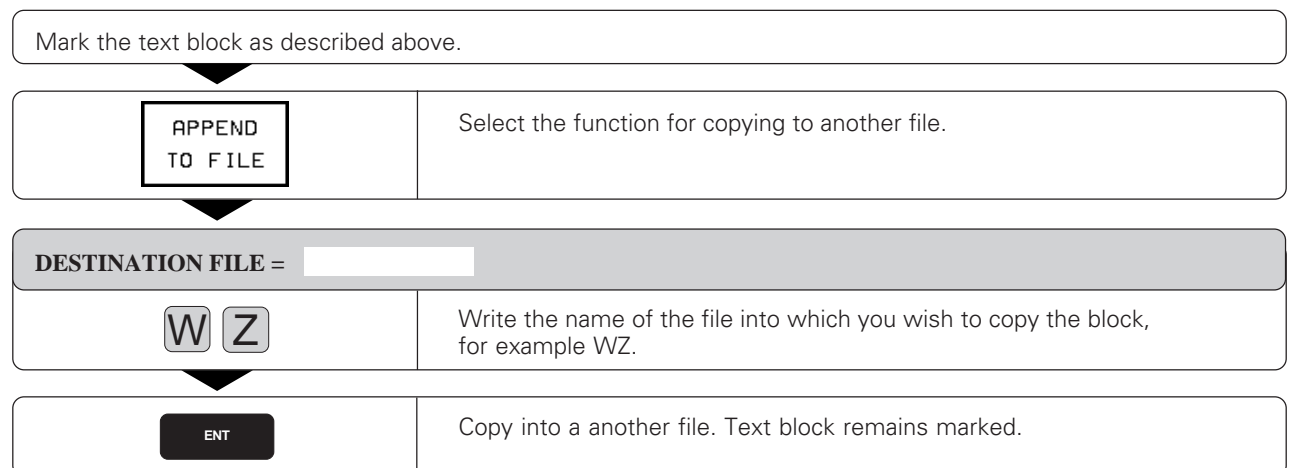 Mark the text block as described above.
APPEND
TO FILE
Select the function for copying to another file.
DESTINATION FILE =
W Z
Write the name of the file into which you wish to copy the block,
for example WZ.
ENT
Copy into a another file. Text block remains marked.